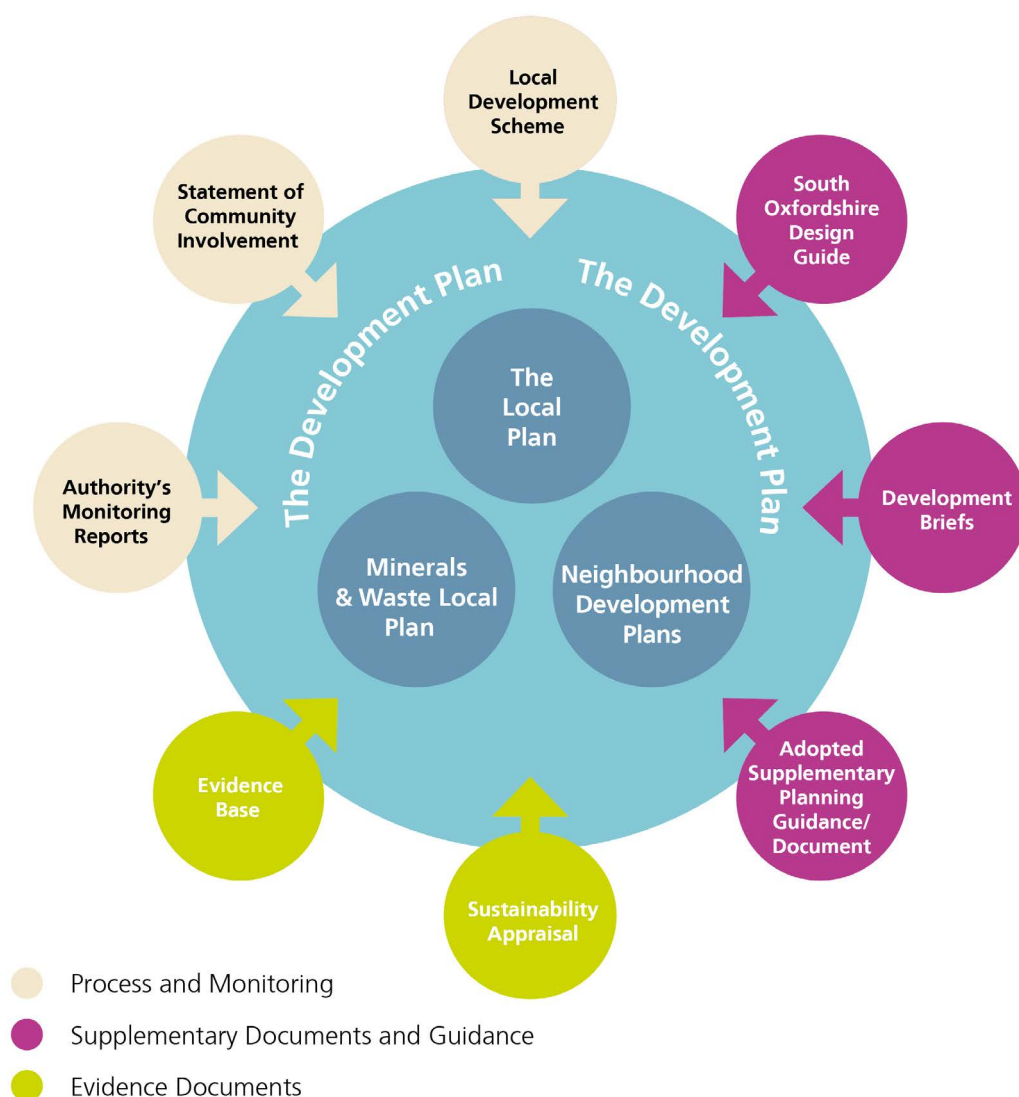 Local
Development
Scheme
Statement of
Community
Involvement
South
Oxfordshire
Design
Guide
The Development Plan
The Development Plan
The
Local
Plan
Authority's
Monitoring
Reports
Development
Briefs
Minerals
& Waste Local
Plan
Neighbourhood
Development
Plans
Evidence
Base
Adopted
Supplementary
Planning
Guidance/
Document
Sustainability
Appraisal
Process and Monitoring
Supplementary Documents and Guidance
Evidence Documents